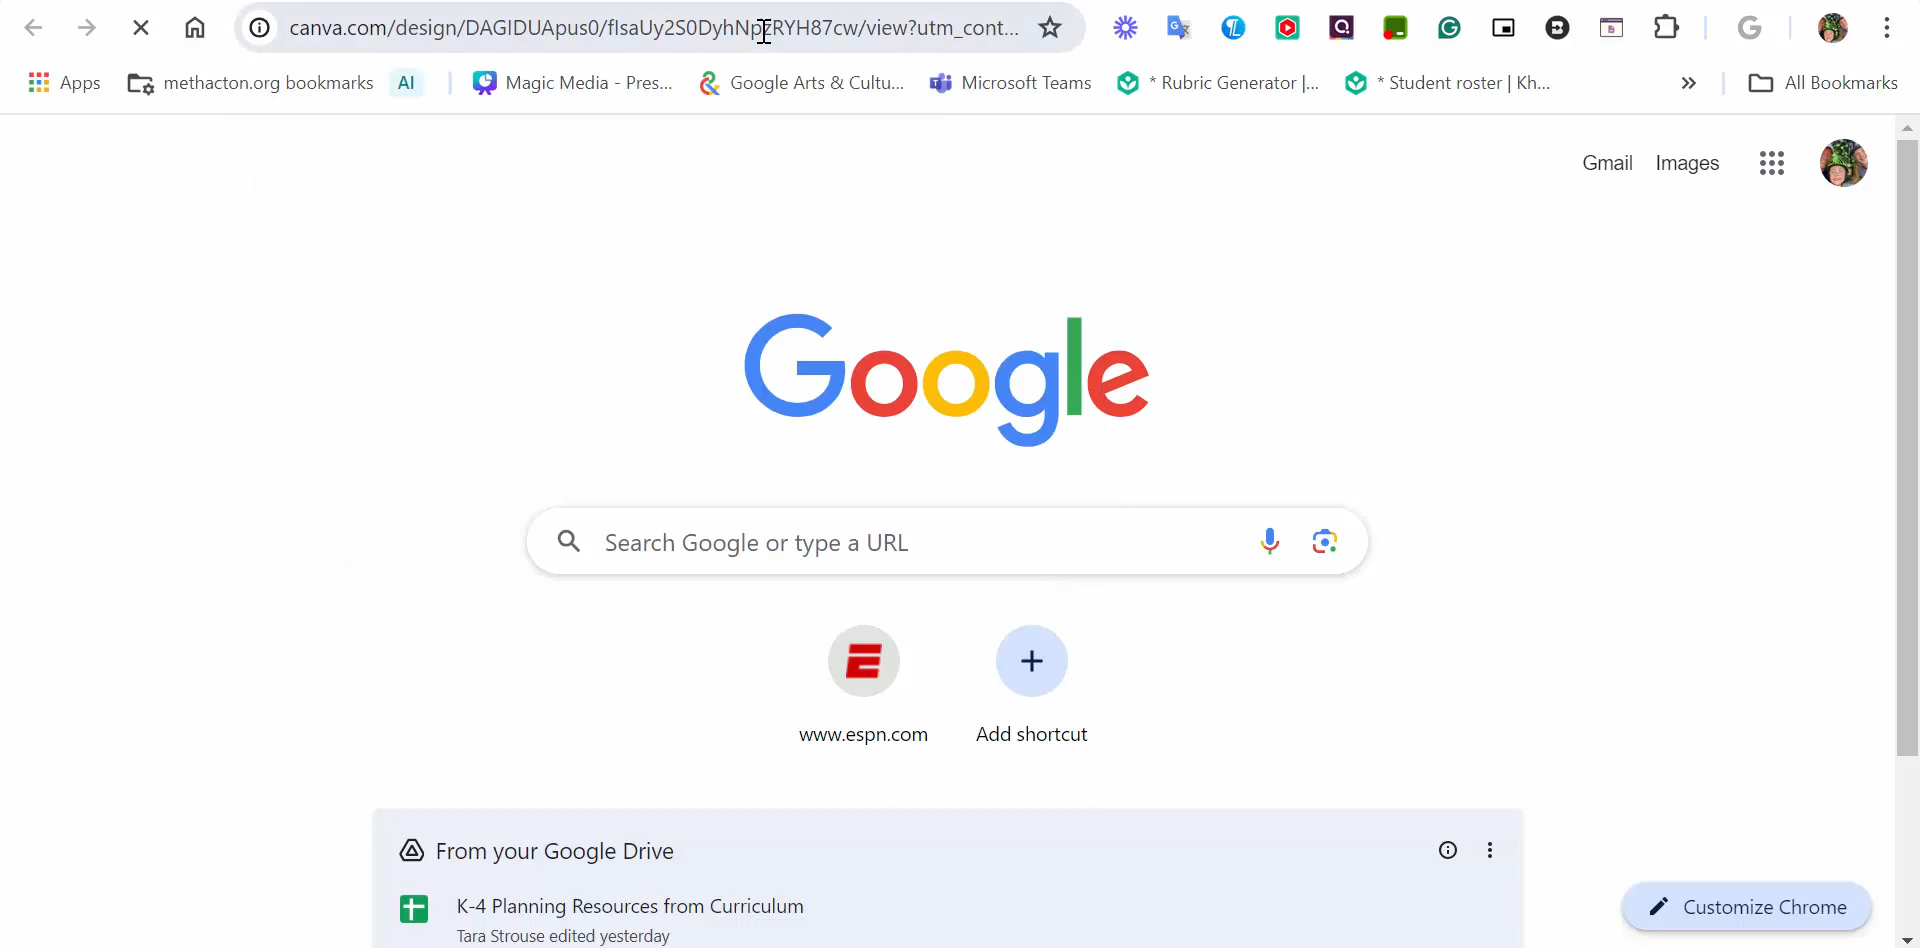 canva.com/design/DAGIDUApus0/fIsaUy2S0DyhNpzRYH87cw/view?utm_cont...
Apps
methacton.org bookmarks
AI
Magic Media - Pres...
Google Arts & Cultu...
Microsoft Teams
* Rubric Generator |...
* Student roster | Kh...
»
All Bookmarks
Gmail
Images
Google
Search Google or type a URL
www.espn.com
Add shortcut
From your Google Drive
K-4 Planning Resources from Curriculum
Tara Strouse edited yesterday
Customize Chrome